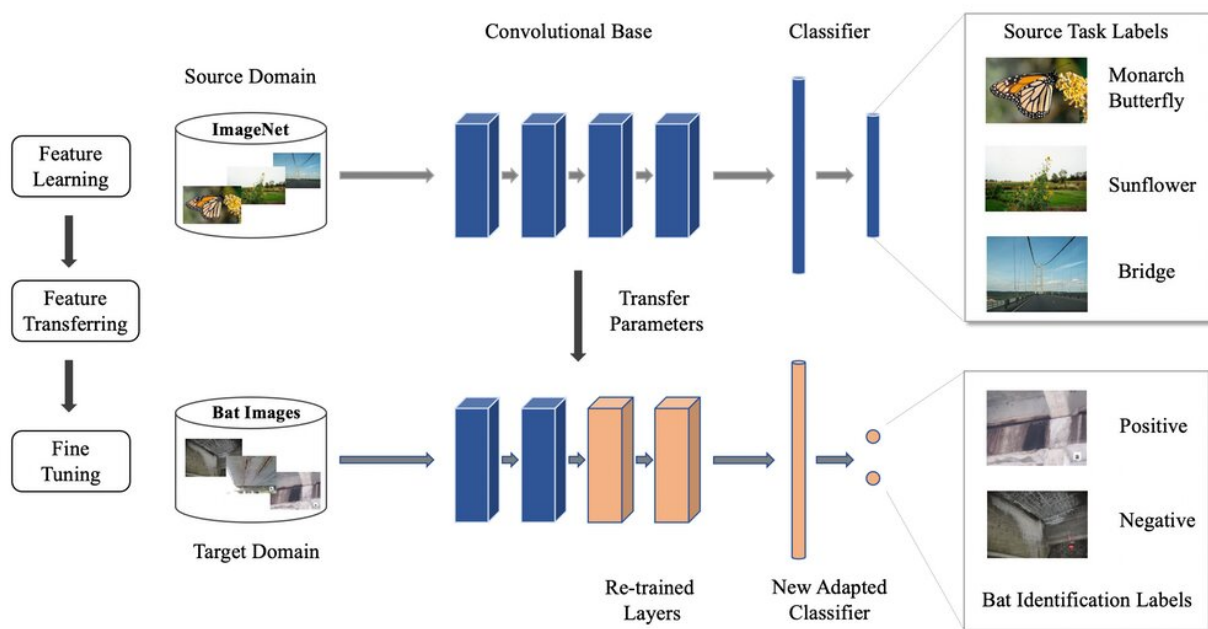 Convolutional Base
Classifier
Source Task Labels
Source Domain
Monarch
Butterfly
ImageNet
Feature
Learning
Sunflower
Bridge
Feature
Transferring
Transfer
Parameters
Bat Images
Positive
Fine
Tuning
Negative
Target Domain
Re-trained
Layers
New Adapted
Classifier
Bat Identification Labels